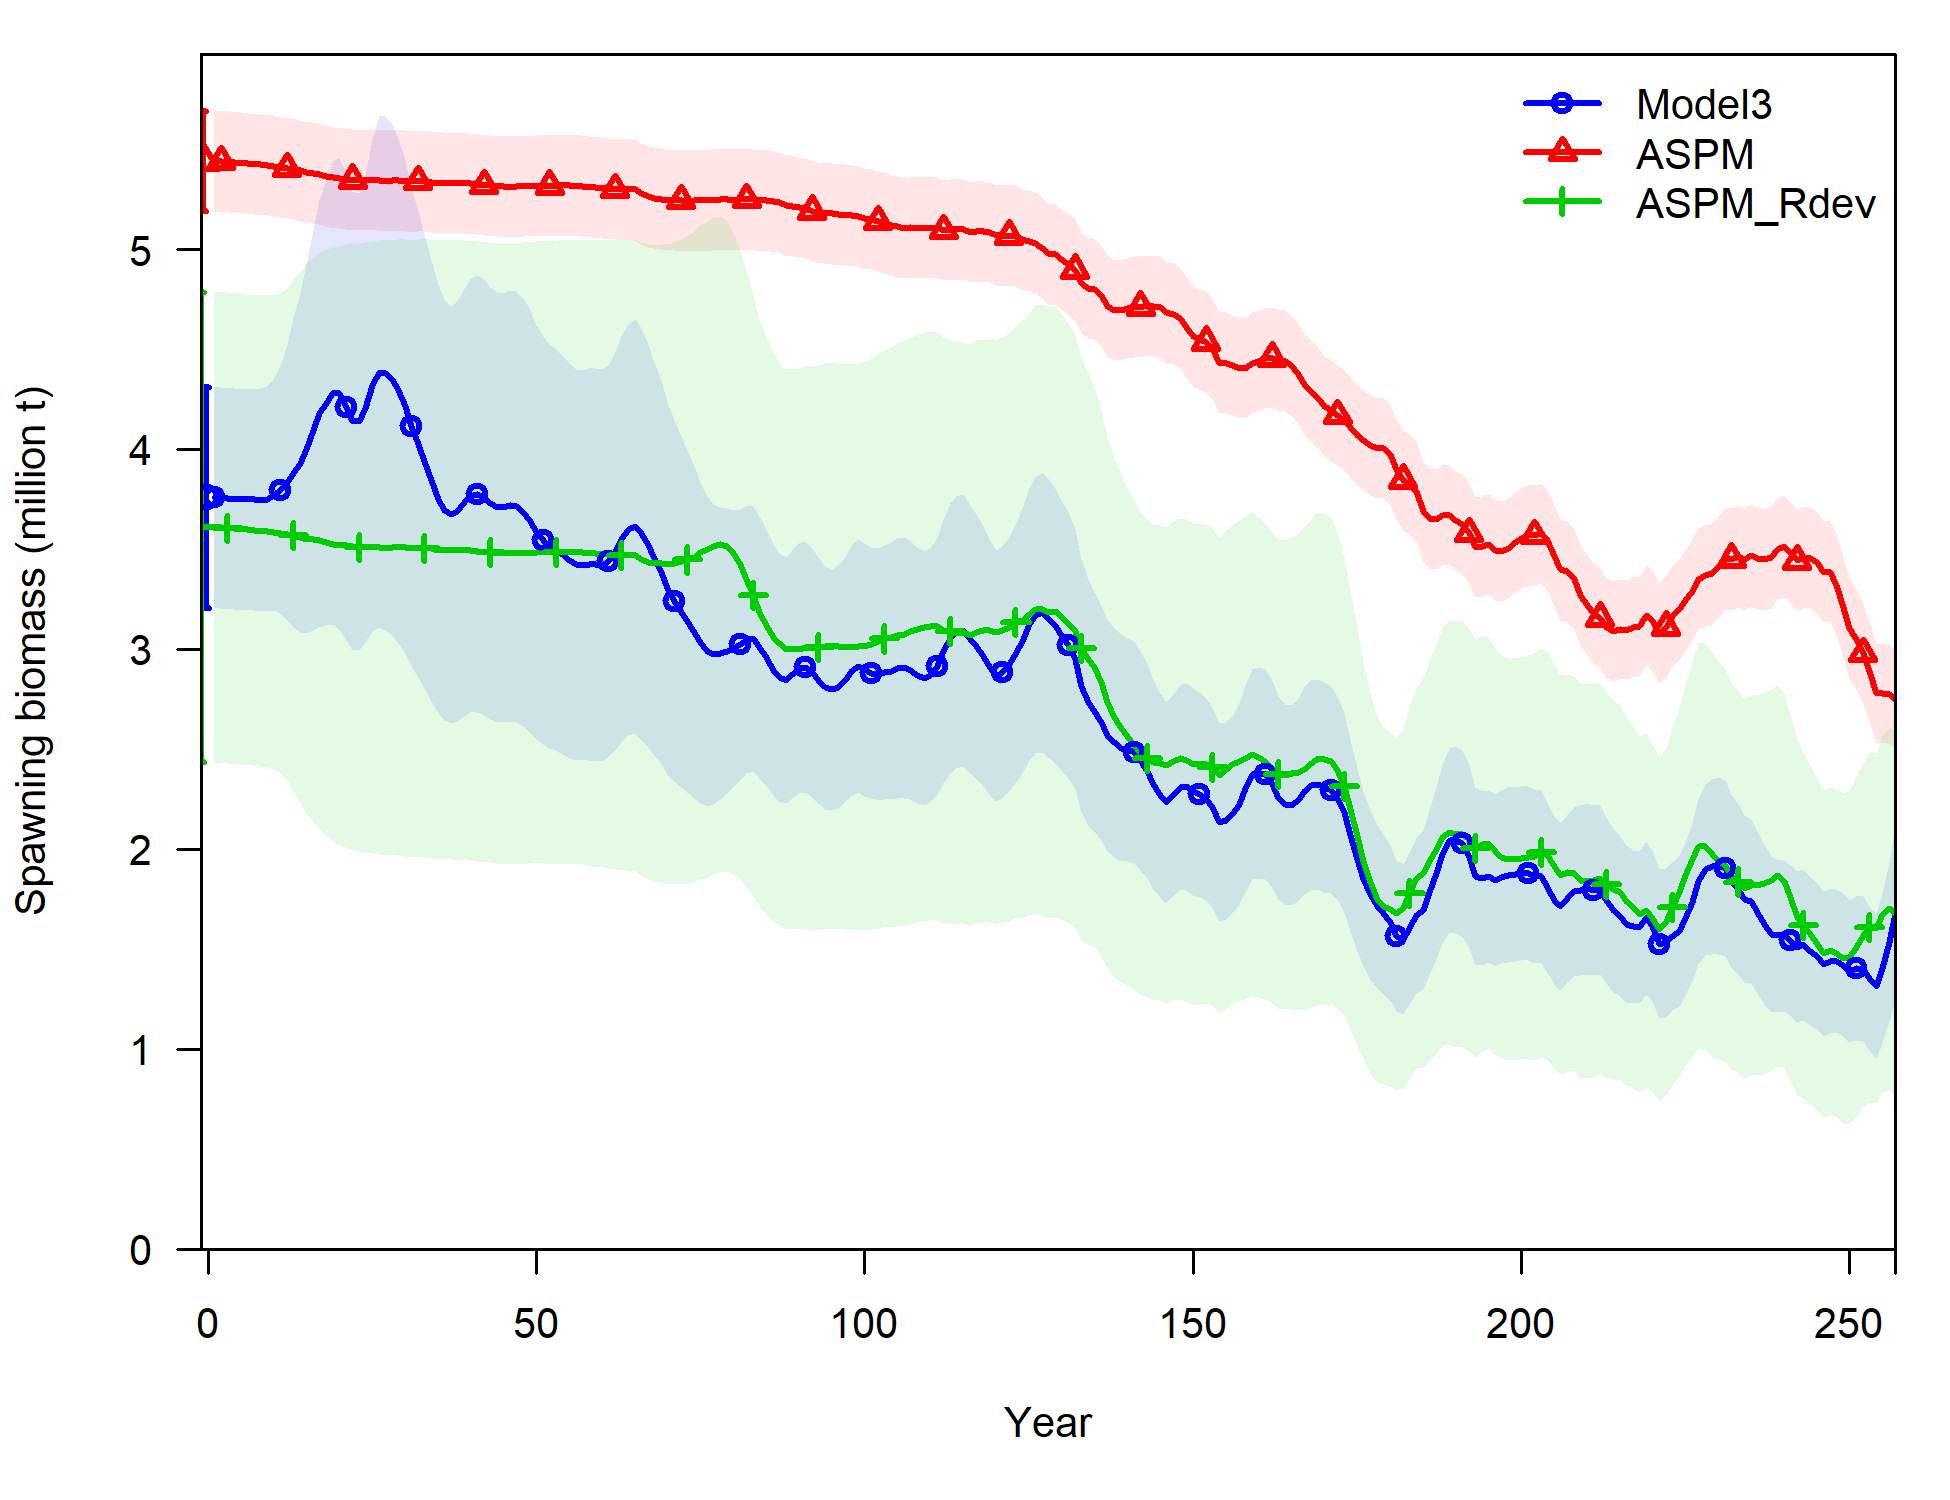 Model3
ASPM
ASPM_Rdev
Spawning biomass (million t)
5
4
3
2
1
0
0 50 100 150 200 250
Year